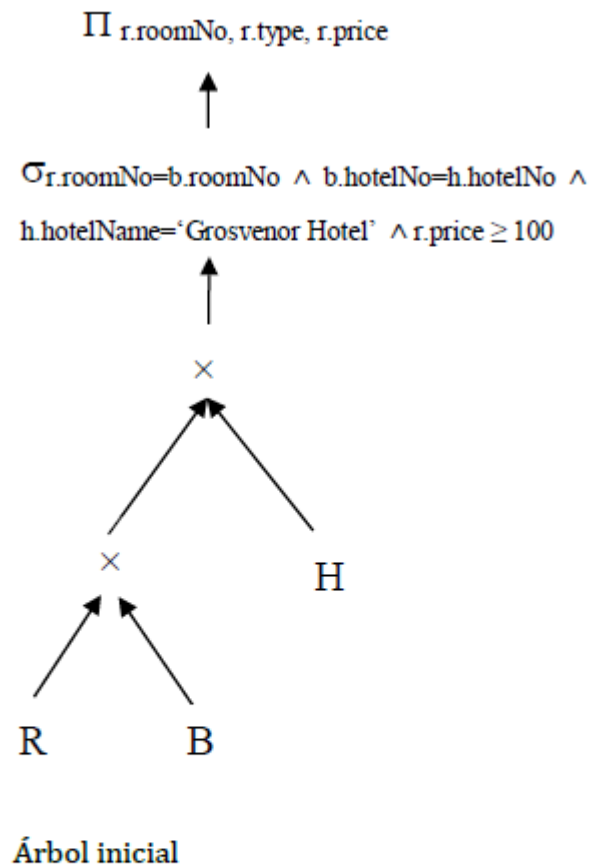 Π r.roomNo, r.type, r.price
σr.roomNo=b.roomNo ∧ b.hotelNo=h.hotelNo ∧
h.hotelName=‘Grosvenor Hotel’ ∧ r.price ≥ 100
×
×
H
R B
Árbol inicial